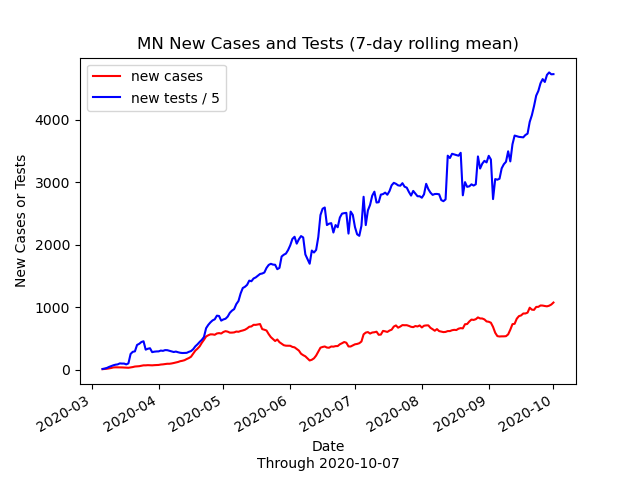 MN New Cases and Tests (7-day rolling mean)
new cases
new tests / 5
New Cases or Tests
4000
3000
2000
1000
0
2020-03
2020-04
2020-05
2020-06
2020-07
2020-08
2020-09
2020-10
Date
Through 2020-10-07